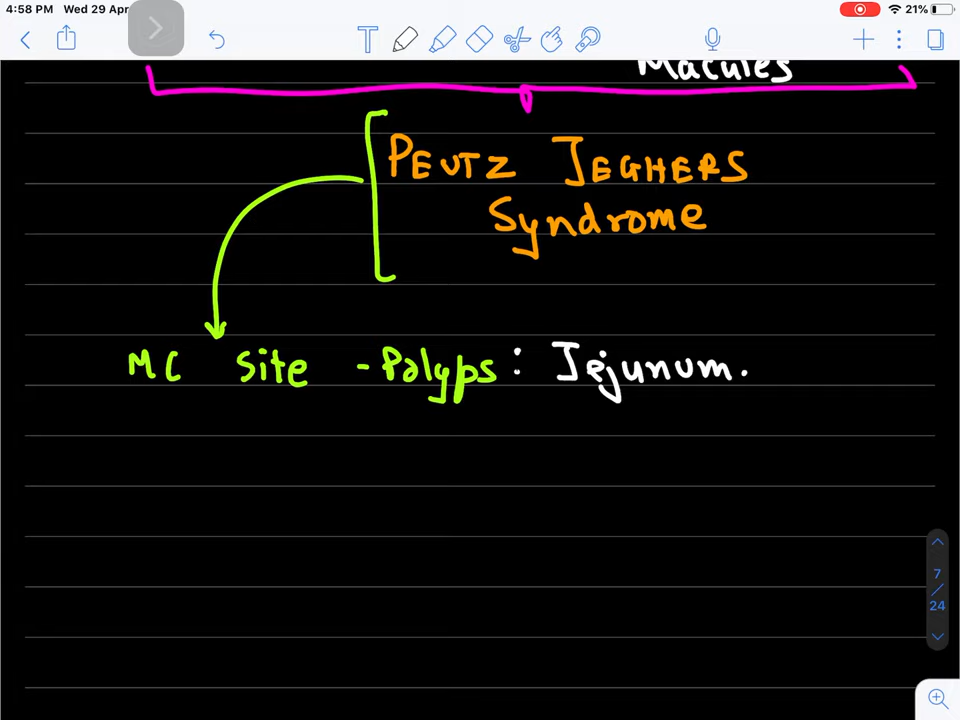 4:58 PM Wed 29 Apr
21%
Macules
PEUTZ JEGHERS
Syndrome
MC Site - Polyps : Jejunum.
7
/
24